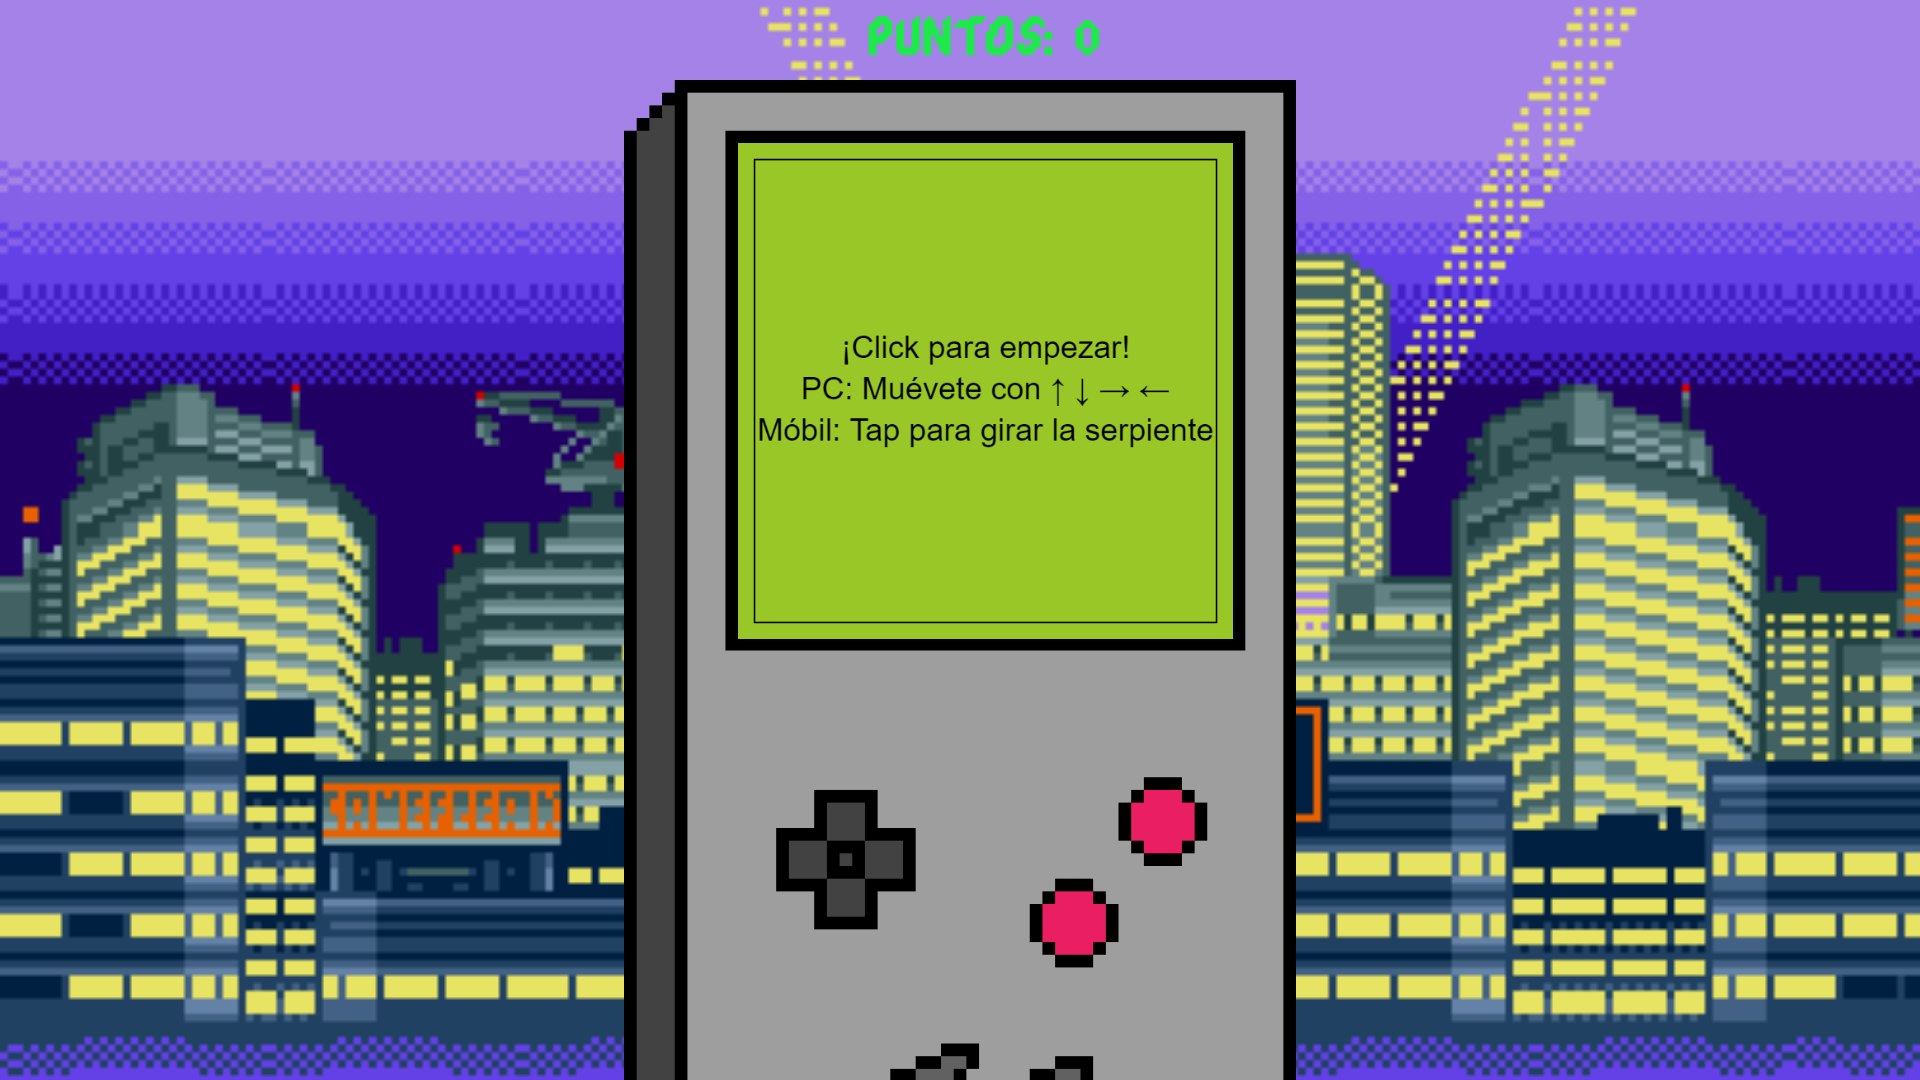 PUNTOS: 0
¡Click para empezar!
PC: Muévete con ↑ ↓ → ←
Móbil: Tap para girar la serpiente